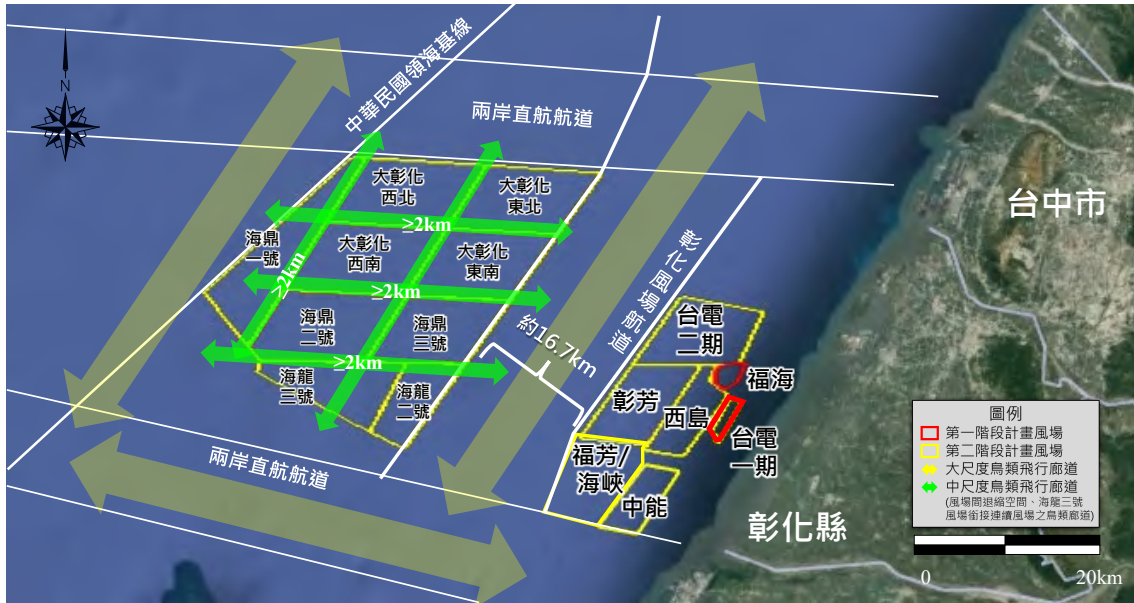 N
中華民國領海基線
兩岸直航航道
大彰化
西北
大彰化
東北
≥2km
海鼎
一號
大彰化
西南
大彰化
東南
≥2km
≥2km
海鼎
二號
海鼎
三號
≥2km
海龍
三號
海龍
二號
約16.7km
彰化風場航道
台電
二期
福海
彰芳
西島
台電
一期
福芳/
海峽
中能
兩岸直航航道
台中市
彰化縣
圖例
第一階段計畫風場
第二階段計畫風場
大尺度鳥類飛行廊道
中尺度鳥類飛行廊道
(風場間退縮空間、海龍三號
風場銜接連續風場之鳥類廊道)
0
20km